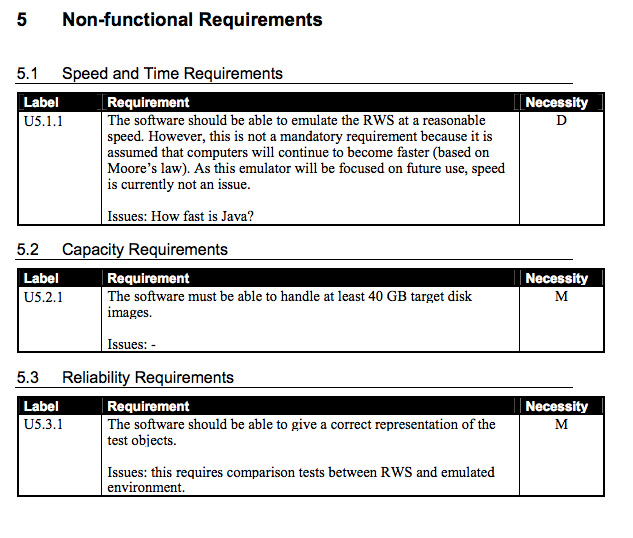 5 Non-functional Requirements
5.1 Speed and Time Requirements
Label Requirement Necessity
U5.1.1 The software should be able to emulate the RWS at a reasonable D
speed. However, this is not a mandatory requirement because it is
assumed that computers will continue to become faster (based on
Moore's law). As this emulator will be focused on future use, speed
is currently not an issue.
Issues: How fast is Java?
5.2 Capacity Requirements
Label Requirement Necessity
U5.2.1 The software must be able to handle at least 40 GB target disk M
images.
Issues: -
5.3 Reliability Requirements
Label Requirement Necessity
U5.3.1 The software should be able to give a correct representation of the M
test objects.
Issues: this requires comparison tests between RWS and emulated
environment.